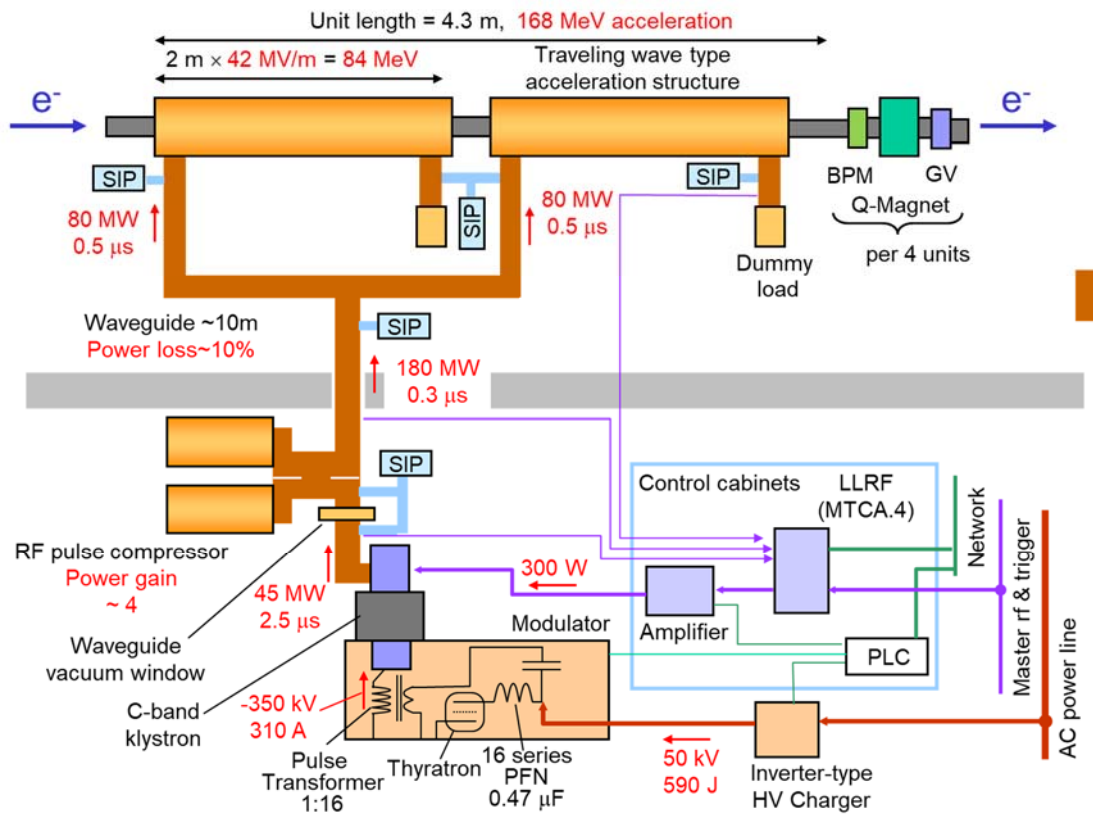 Unit length = 4.3 m, 168 MeV acceleration
2 m × 42 MV/m = 84 MeV
Traveling wave type
acceleration structure
e-
e-
SIP
SIP
SIP
BPM
GV
Q-Magnet
per 4 units
80 MW
0.5 μs
80 MW
0.5 μs
Dummy
load
Waveguide ~10m
Power loss~10%
SIP
180 MW
0.3 μs
SIP
Control cabinets
LLRF
(MTCA.4)
Network
Master rf & trigger
AC power line
RF pulse compressor
Power gain
~ 4
45 MW
2.5 μs
300 W
Amplifier
Modulator
PLC
Waveguide
vacuum window
C-band
klystron
-350 kV
310 A
Pulse
Transformer
1:16
Thyratron
16 series
PFN
0.47 μF
50 kV
590 J
Inverter-type
HV Charger